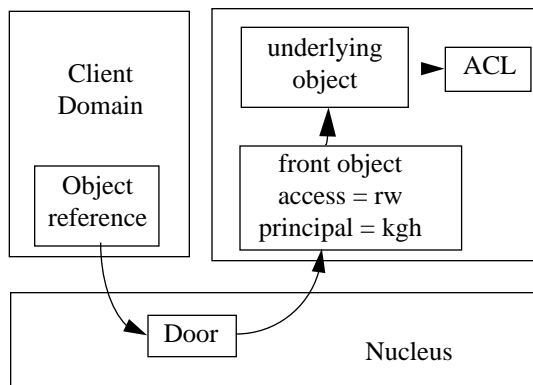 Client
Domain
Object
reference
underlying
object
ACL
front object
access = rw
principal = kgh
Door
Nucleus